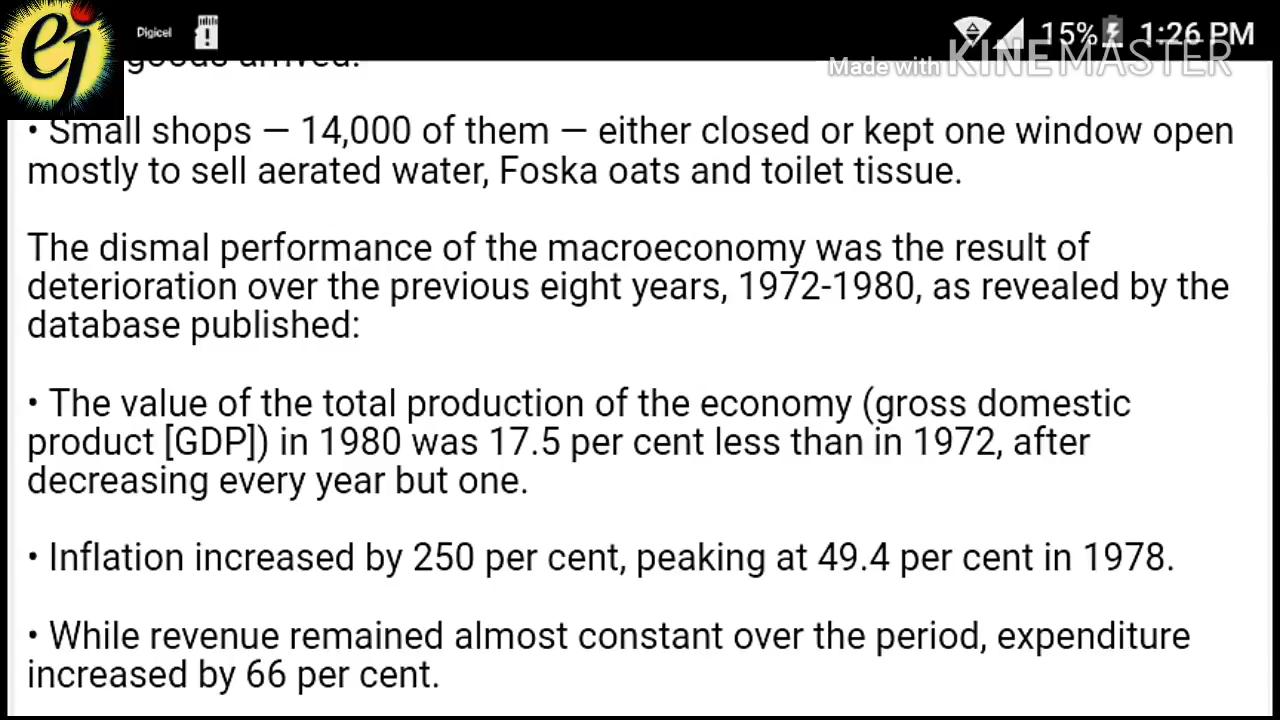 ej
Digicel
15% 1:26 PM
Made with KINEMASTER
goods arrived.
• Small shops — 14,000 of them — either closed or kept one window open
mostly to sell aerated water, Foska oats and toilet tissue.
The dismal performance of the macroeconomy was the result of
deterioration over the previous eight years, 1972-1980, as revealed by the
database published:
• The value of the total production of the economy (gross domestic
product [GDP]) in 1980 was 17.5 per cent less than in 1972, after
decreasing every year but one.
• Inflation increased by 250 per cent, peaking at 49.4 per cent in 1978.
• While revenue remained almost constant over the period, expenditure
increased by 66 per cent.